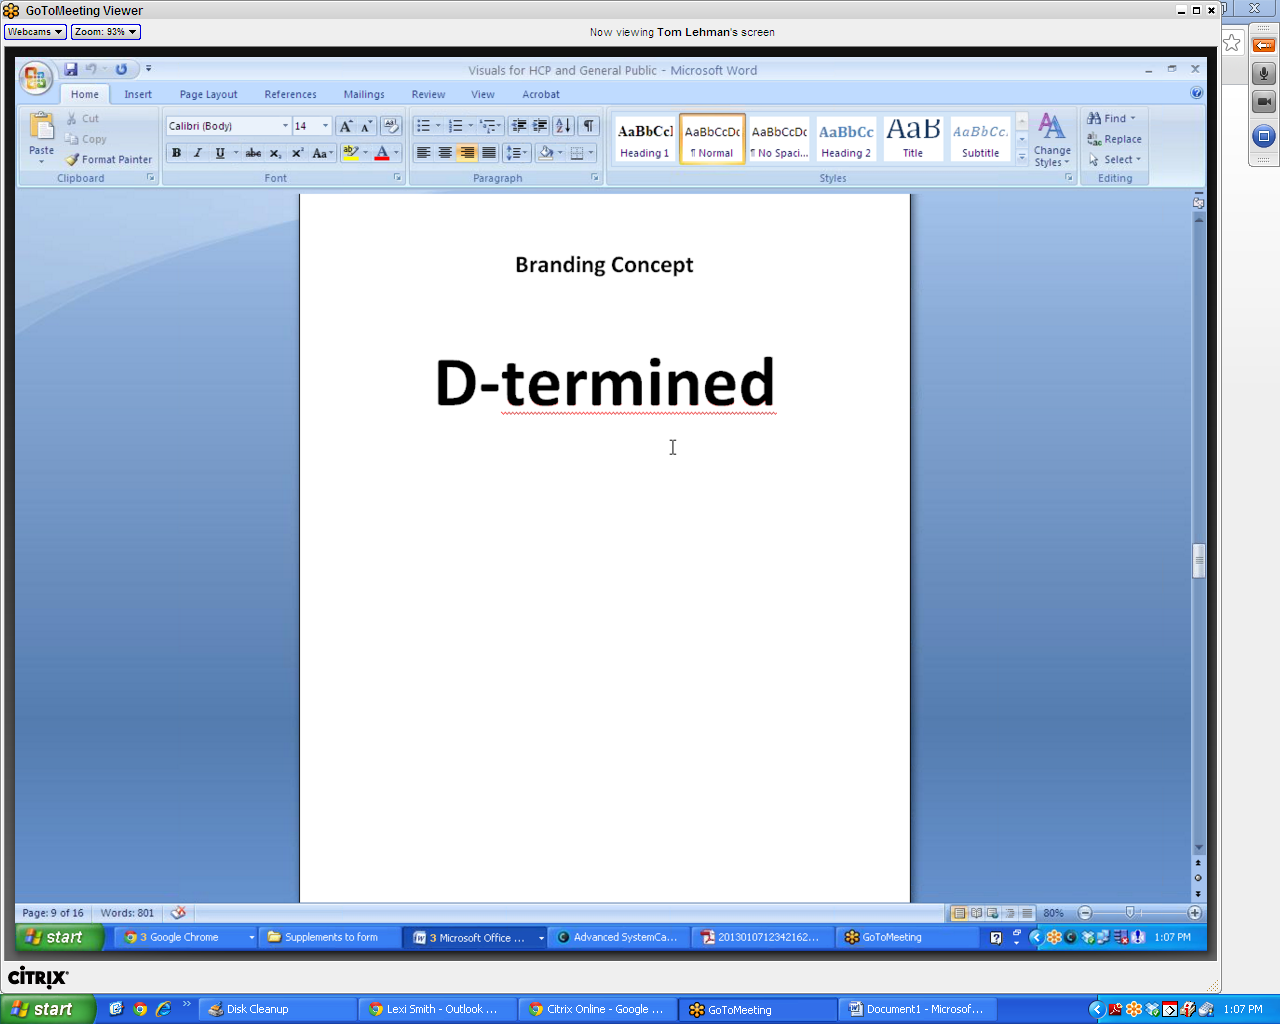 GoToMeeting Viewer
Webcams Zoom: 93% Now viewing Tom Lehman's screen
Visuals for HCP and General Public - Microsoft Word
Home Insert Page Layout References Mailings Review View Acrobat
Paste
Cut
Copy
Format Painter
Clipboard
Calibri (Body) 14
B I U abc x₂ x² Aa ab A
Font
Paragraph
AaBbCcI AaBbCcDc AaBbCcDc AaBbCc AaB AaBbCc.
Heading 1 ¶ Normal ¶ No Spaci... Heading 2 Title Subtitle
Change Styles
Styles
Find
Replace
Select
Editing
Branding Concept
D-termined
Page: 9 of 16 Words: 801 80%
start 3 Google Chrome Supplements to form 3 Microsoft Office ... Advanced SystemCa... 2013010712342162... GoToMeeting 1:07 PM
CITRIX
start Disk Cleanup Lexi Smith - Outlook ... Citrix Online - Google ... GoToMeeting Document1 - Microsof... 1:07 PM